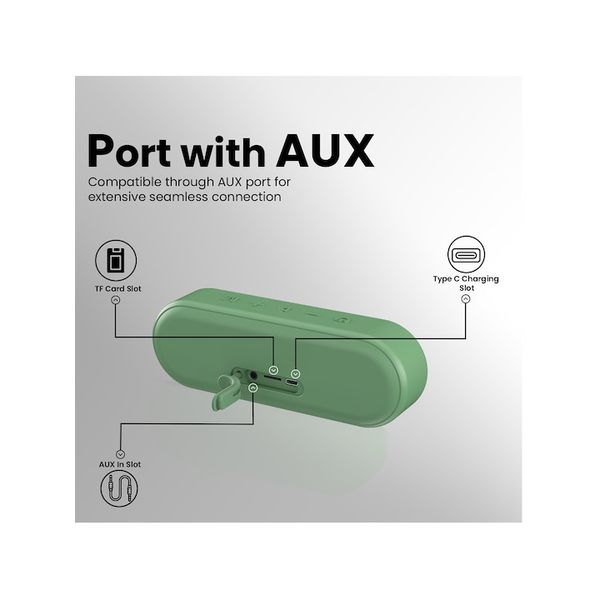 Port with AUX
Compatible through AUX port for
extensive seamless connection
TF Card Slot
Type C Charging
Slot
AUX In Slot